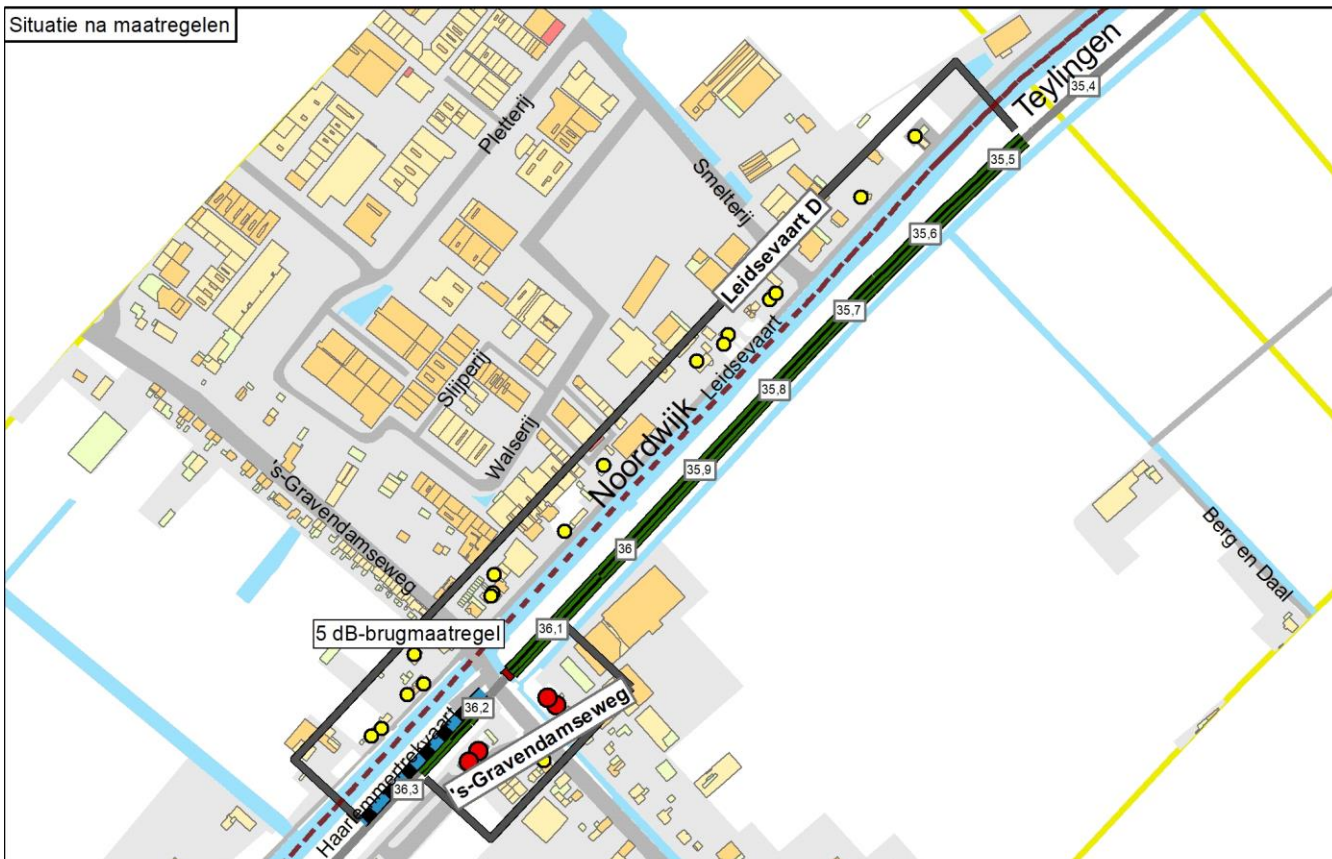 Situatie na maatregelen
Teylingen
35,4
Pletterij
35,5
Smelterij
Leidsevaart D
35,6
35,7
Leidsevaart
35,8
Slijperij
Noordwijk
Walserij
35,9
's-Gravendamseweg
36
Berg en Daal
5 dB-brugmaatregel
36,1
36,2
's-Gravendamseweg
36,3
Haarlemmertrekvaart